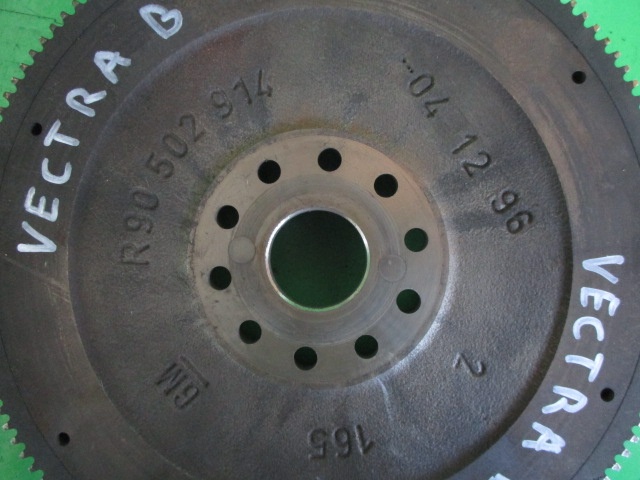 VECTRA B
R90 502 914
04 12 96
VECTRA
2
165
GM